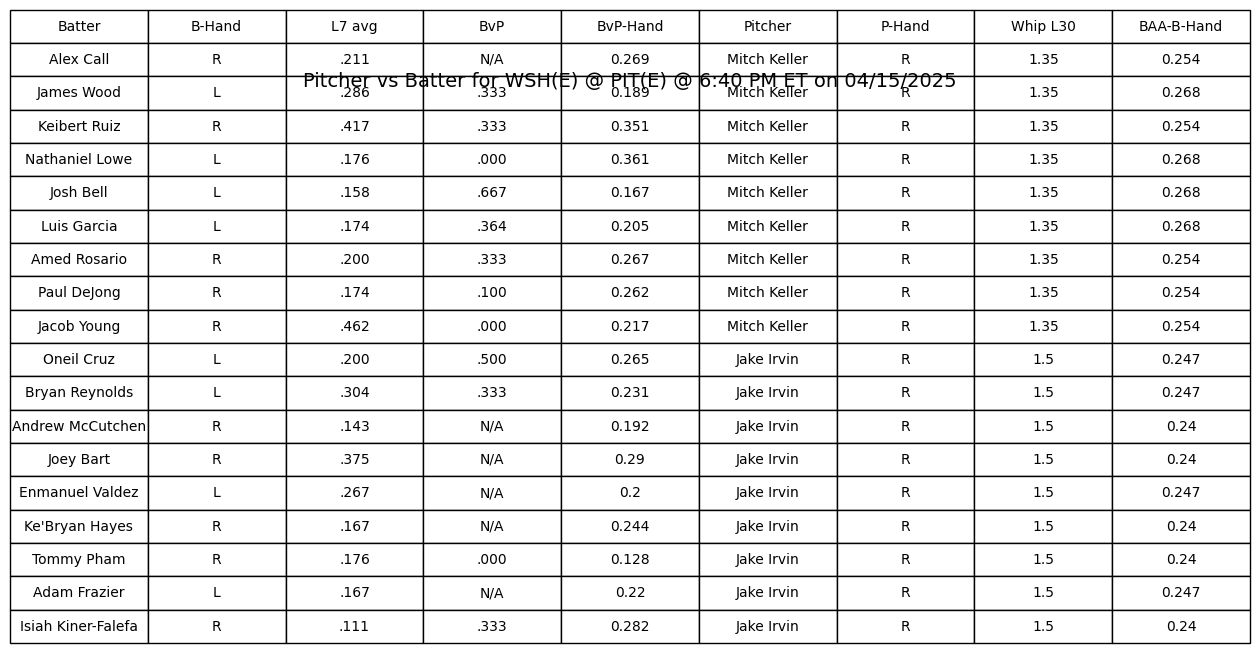 Batter B-Hand L7 avg BvP BvP-Hand Pitcher P-Hand Whip L30 BAA-B-Hand
Alex Call R .211 N/A 0.269 Mitch Keller R 1.35 0.254
Pitcher vs Batter for WSH(E) @ PIT(E) @ 6:40 PM ET on 04/15/2025
James Wood L .286 .333 0.189 Mitch Keller R 1.35 0.268
Keibert Ruiz R .417 .333 0.351 Mitch Keller R 1.35 0.254
Nathaniel Lowe L .176 .000 0.361 Mitch Keller R 1.35 0.268
Josh Bell L .158 .667 0.167 Mitch Keller R 1.35 0.268
Luis Garcia L .174 .364 0.205 Mitch Keller R 1.35 0.268
Amed Rosario R .200 .333 0.267 Mitch Keller R 1.35 0.254
Paul DeJong R .174 .100 0.262 Mitch Keller R 1.35 0.254
Jacob Young R .462 .000 0.217 Mitch Keller R 1.35 0.254
Oneil Cruz L .200 .500 0.265 Jake Irvin R 1.5 0.247
Bryan Reynolds L .304 .333 0.231 Jake Irvin R 1.5 0.247
Andrew McCutchen R .143 N/A 0.192 Jake Irvin R 1.5 0.24
Joey Bart R .375 N/A 0.29 Jake Irvin R 1.5 0.24
Enmanuel Valdez L .267 N/A 0.2 Jake Irvin R 1.5 0.247
Ke'Bryan Hayes R .167 N/A 0.244 Jake Irvin R 1.5 0.24
Tommy Pham R .176 .000 0.128 Jake Irvin R 1.5 0.24
Adam Frazier L .167 N/A 0.22 Jake Irvin R 1.5 0.247
Isiah Kiner-Falefa R .111 .333 0.282 Jake Irvin R 1.5 0.24